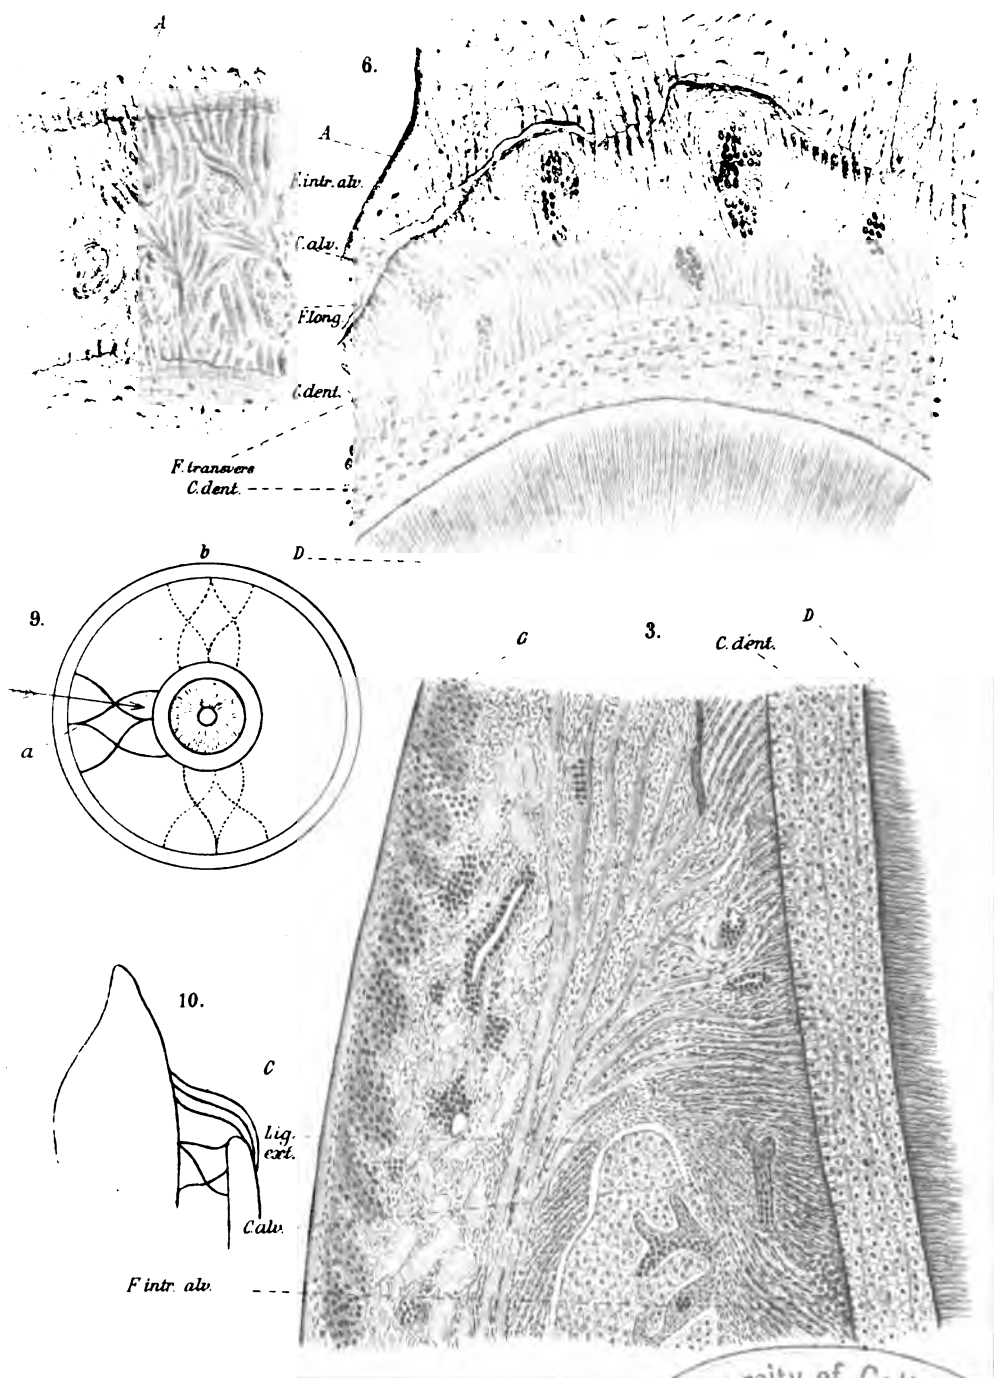 A
6.
A
F.intr.alv.
C.alv.
F.long.
C.dent.
F. transvers
C.dent.
D
9.
b
a
G
3.
C.dent.
D
10.
C
Lig.
ext.
C.alv.
F intr. alv.